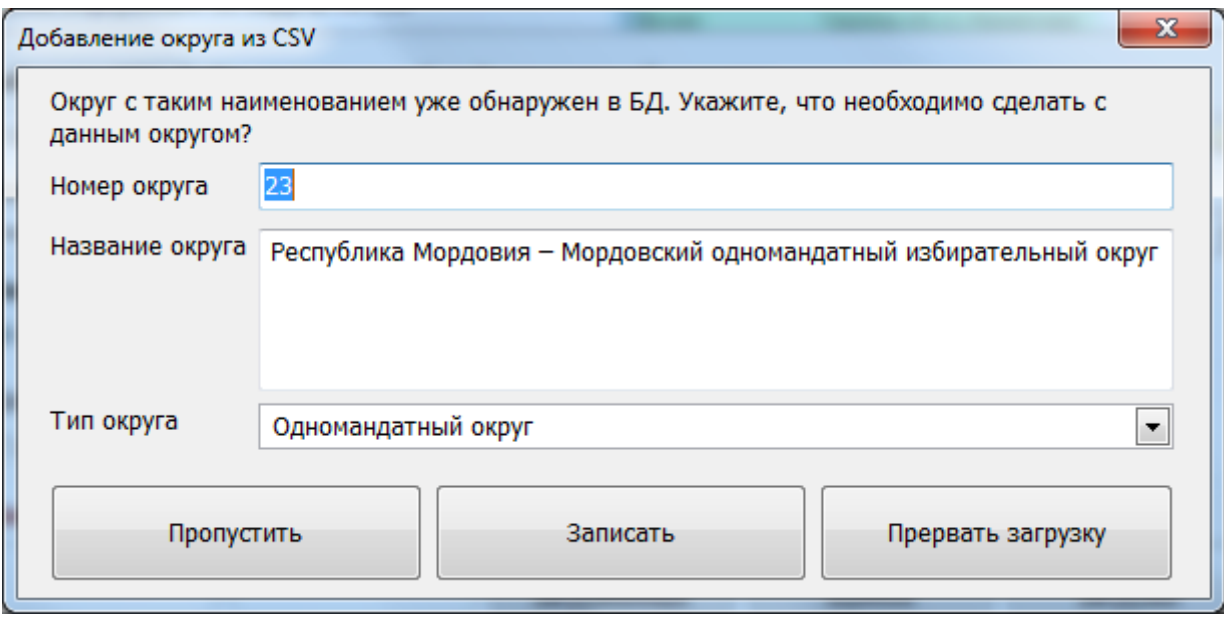 Добавление округа из CSV
Округ с таким наименованием уже обнаружен в БД. Укажите, что необходимо сделать с
данным округом?
Номер округа 23
Название округа Республика Мордовия – Мордовский одномандатный избирательный округ
Тип округа Одномандатный округ
Пропустить Записать Прервать загрузку